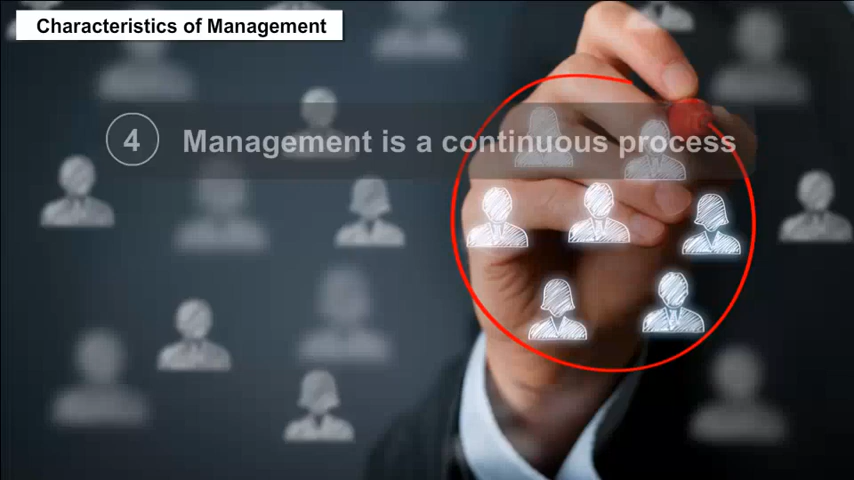 Characteristics of Management
4 Management is a continuous process